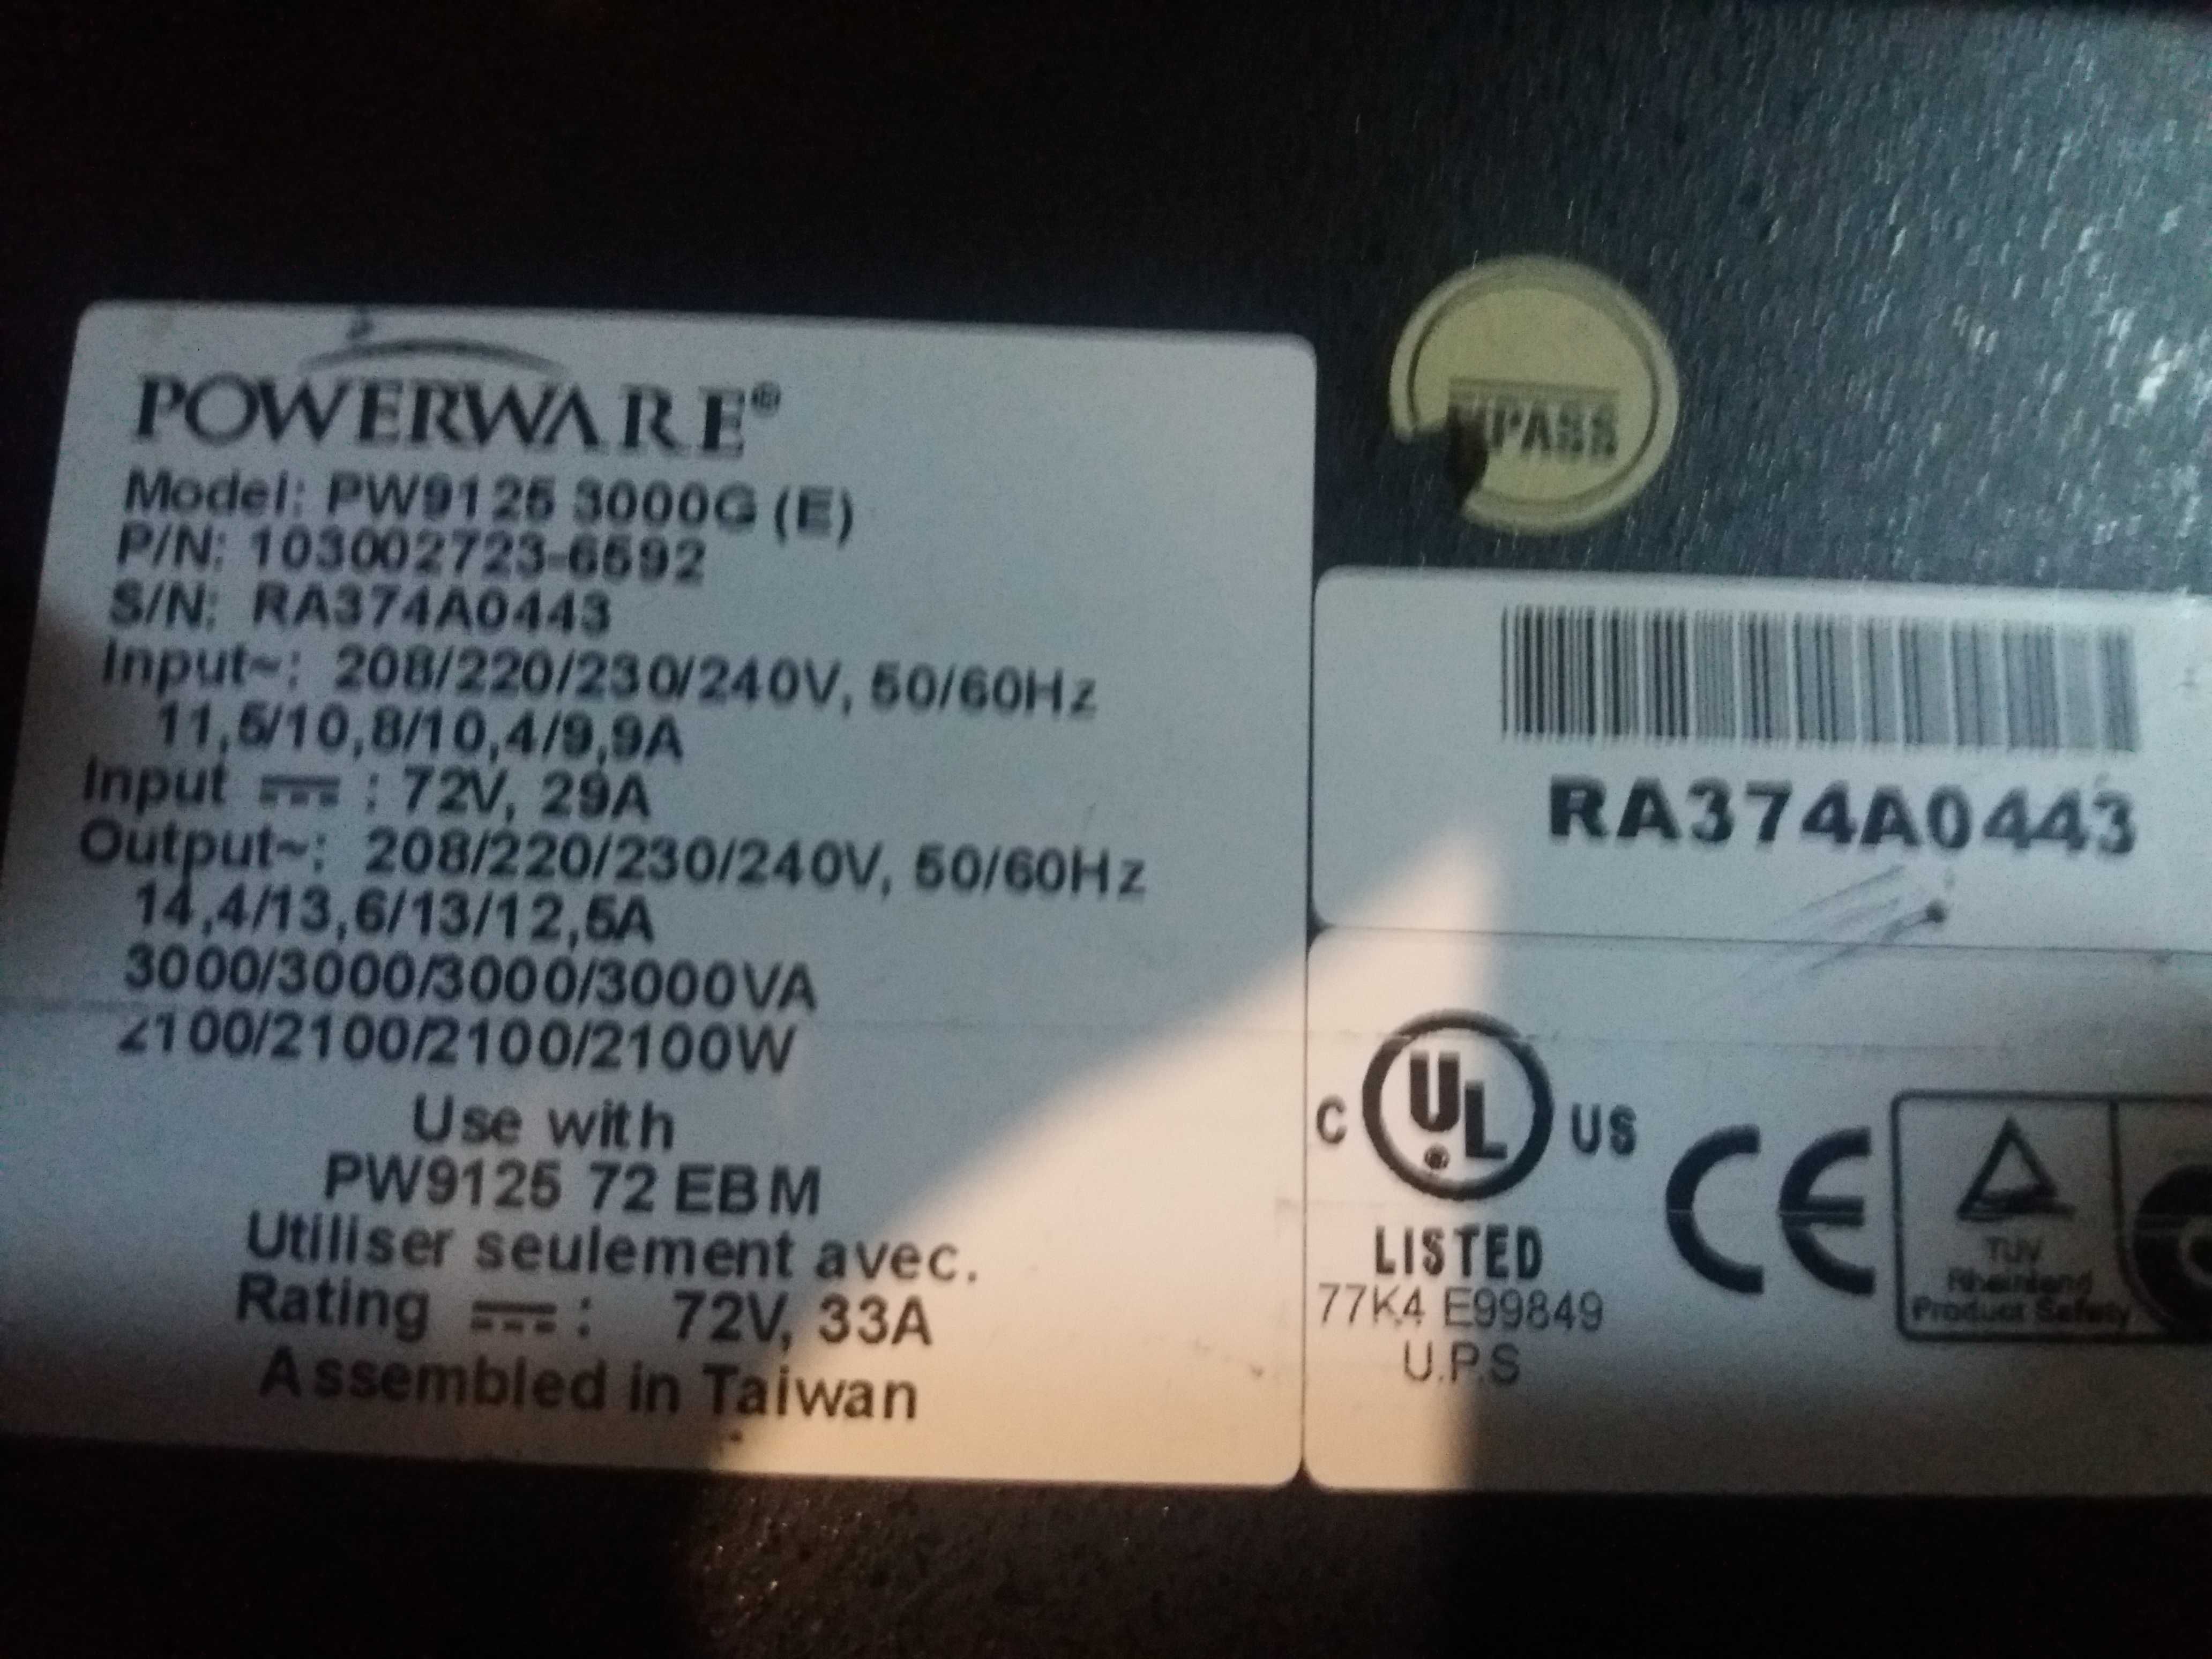 POWERWARE®
Model: PW9125 3000G (E)
P/N: 103002723-6592
S/N: RA374A0443
Input~: 208/220/230/240V, 50/60Hz
11,5/10,8/10,4/9,9A
Input ⎓ : 72V, 29A
Output~: 208/220/230/240V, 50/60Hz
14,4/13,6/13/12,5A
3000/3000/3000/3000VA
2100/2100/2100/2100W
Use with
PW9125 72 EBM
Utiliser seulement avec.
Rating ⎓ : 72V, 33A
Assembled in Taiwan
PASS
RA374A0443
C UL® US
LISTED
77K4 E99849
U.P.S
CE
TUV
Rheinland
Product Safety